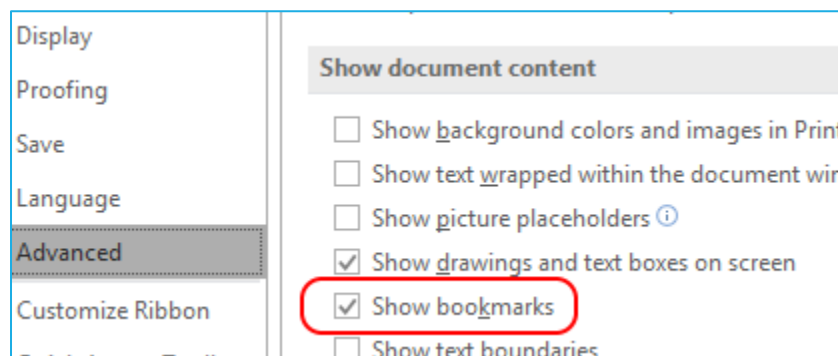 Display
Proofing
Save
Language
Advanced
Customize Ribbon
Show document content
Show background colors and images in Print
Show text wrapped within the document
Show picture placeholders
Show drawings and text boxes on screen
Show bookmarks
Show text boundaries